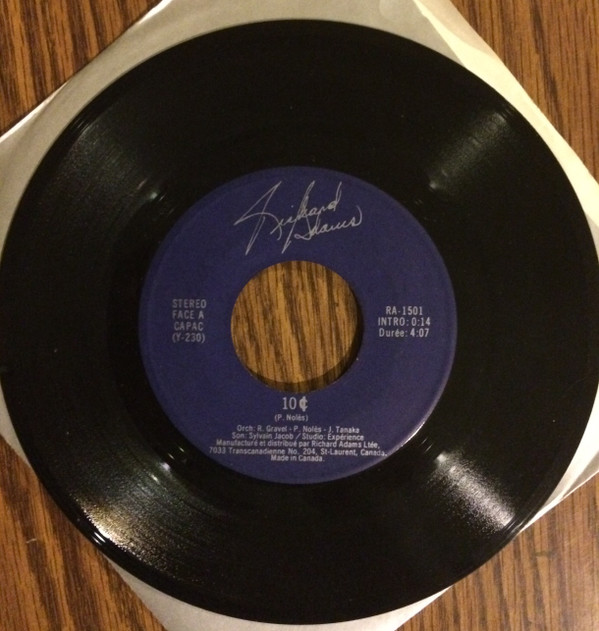 Richard
Adams
STEREO
FACE A
CAPAC
(Y-230)
RA-1501
INTRO: 0:14
Durée: 4:07
10¢
(P. Nolès)
Orch: R. Gravel - P. Nolès - J. Tanaka
Son: Sylvain Jacob / Studio: Expérience
Manufacturé et distribué par Richard Adams Ltée,
7033 Transcanadienne No. 204, St-Laurent, Canada,
Made in Canada.